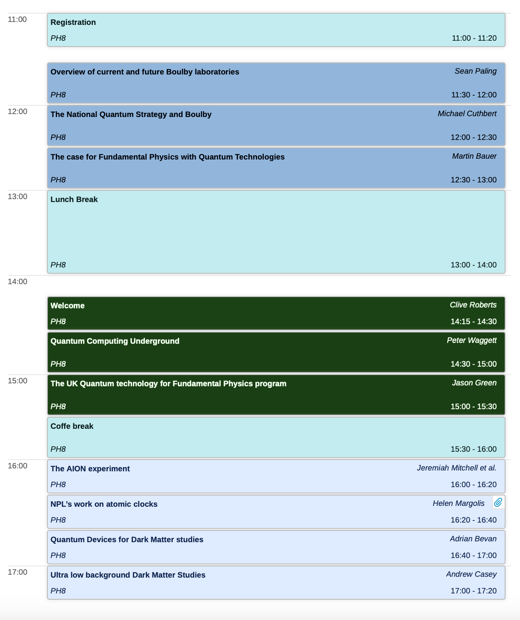 11:00
Registration
PH8 11:00 - 11:20
Overview of current and future Boulby laboratories Sean Paling
PH8 11:30 - 12:00
12:00
The National Quantum Strategy and Boulby Michael Cuthbert
PH8 12:00 - 12:30
The case for Fundamental Physics with Quantum Technologies Martin Bauer
PH8 12:30 - 13:00
13:00
Lunch Break
PH8 13:00 - 14:00
14:00
Welcome Clive Roberts
PH8 14:15 - 14:30
Quantum Computing Underground Peter Waggett
PH8 14:30 - 15:00
15:00
The UK Quantum technology for Fundamental Physics program Jason Green
PH8 15:00 - 15:30
Coffe break
PH8 15:30 - 16:00
16:00
The AION experiment Jeremiah Mitchell et al.
PH8 16:00 - 16:20
NPL's work on atomic clocks Helen Margolis
PH8 16:20 - 16:40
Quantum Devices for Dark Matter studies Adrian Bevan
PH8 16:40 - 17:00
17:00
Ultra low background Dark Matter Studies Andrew Casey
PH8 17:00 - 17:20